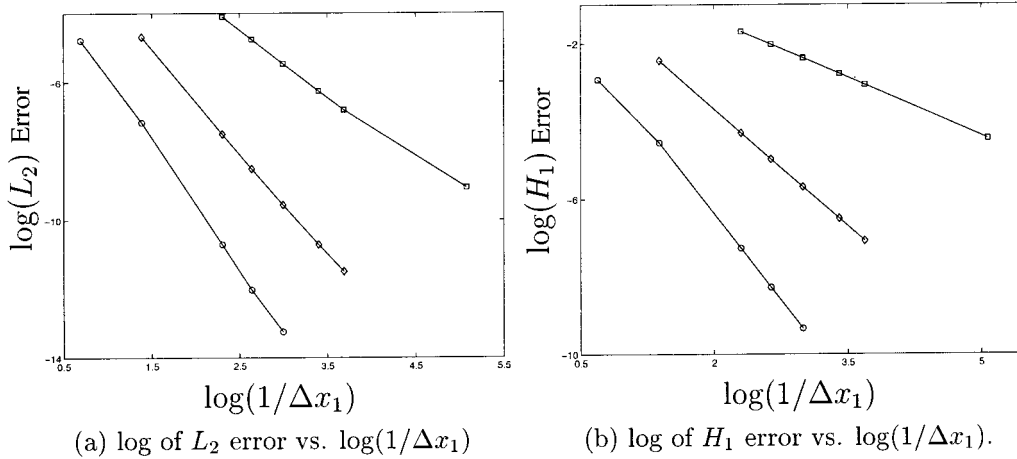 log(L₂) Error
-6
-10
-14
0.5 1.5 2.5 3.5 4.5 5.5
log(1/Δx₁)
(a) log of L₂ error vs. log(1/Δx₁)
log(H₁) Error
-2
-6
-10
0.5 2 3.5 5
log(1/Δx₁)
(b) log of H₁ error vs. log(1/Δx₁).